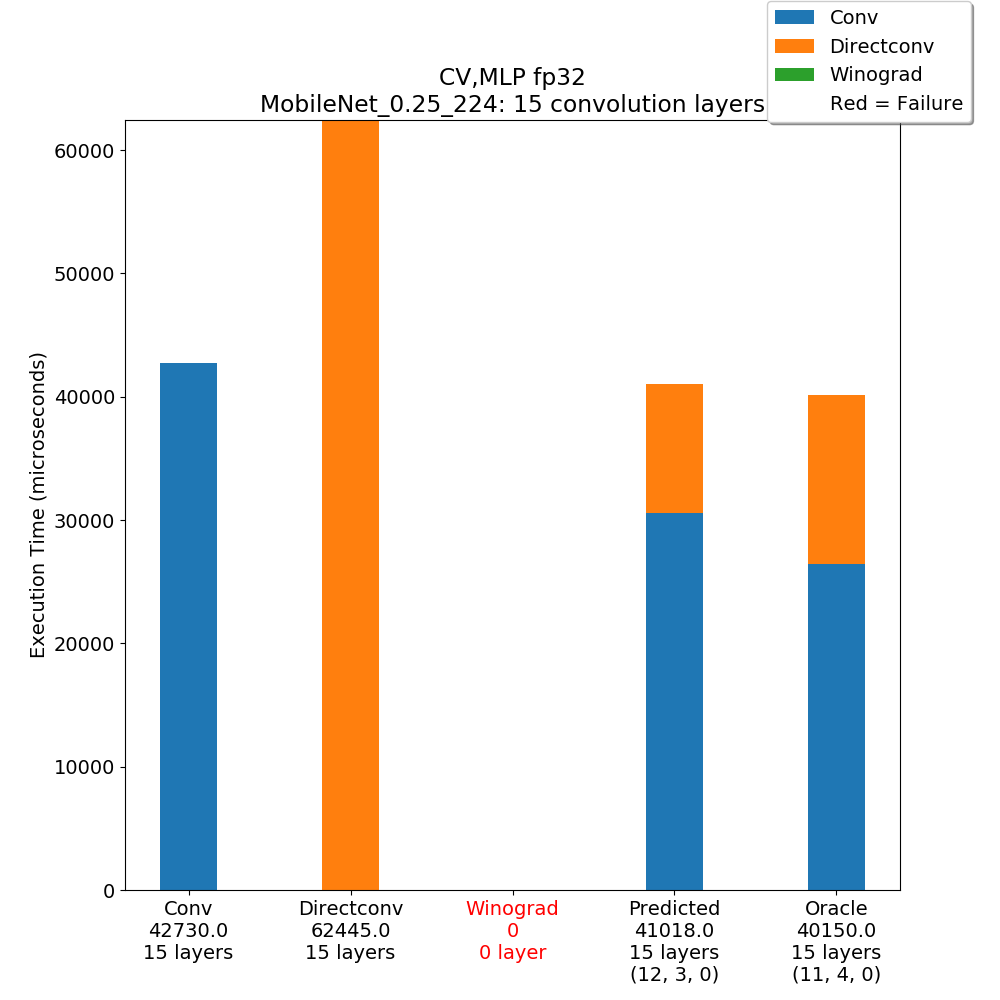 Conv
Directconv
Winograd
Red = Failure
CV,MLP fp32
MobileNet_0.25_224: 15 convolution layers
Execution Time (microseconds)
60000
50000
40000
30000
20000
10000
0
Conv
42730.0
15 layers
Directconv
62445.0
15 layers
Winograd
0
0 layer
Predicted
41018.0
15 layers
(12, 3, 0)
Oracle
40150.0
15 layers
(11, 4, 0)